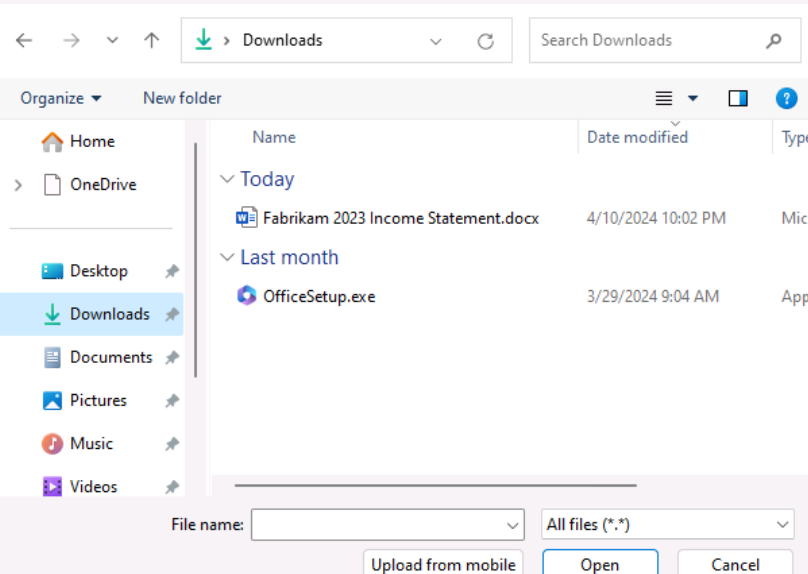 Downloads
Search Downloads
Organize
New folder
?
Name
Date modified
Type
Home
OneDrive
Desktop
Downloads
Documents
Pictures
Music
Videos
Today
Fabrikam 2023 Income Statement.docx
4/10/2024 10:02 PM
Mic
Last month
OfficeSetup.exe
3/29/2024 9:04 AM
App
File name:
All files (*.*)
Upload from mobile
Open
Cancel